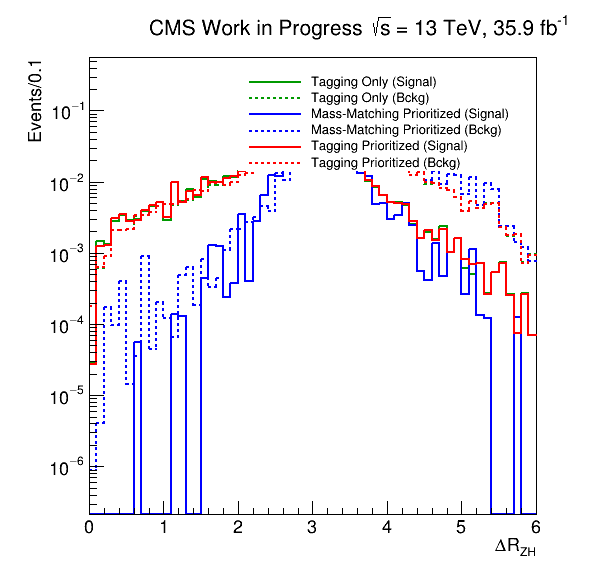 CMS Work in Progress √s = 13 TeV, 35.9 fb⁻¹
Events/0.1
Tagging Only (Signal)
Tagging Only (Bckg)
Mass-Matching Prioritized (Signal)
Mass-Matching Prioritized (Bckg)
Tagging Prioritized (Signal)
Tagging Prioritized (Bckg)
10⁻¹
10⁻²
10⁻³
10⁻⁴
10⁻⁵
10⁻⁶
0 1 2 3 4 5 6
ΔR_ZH